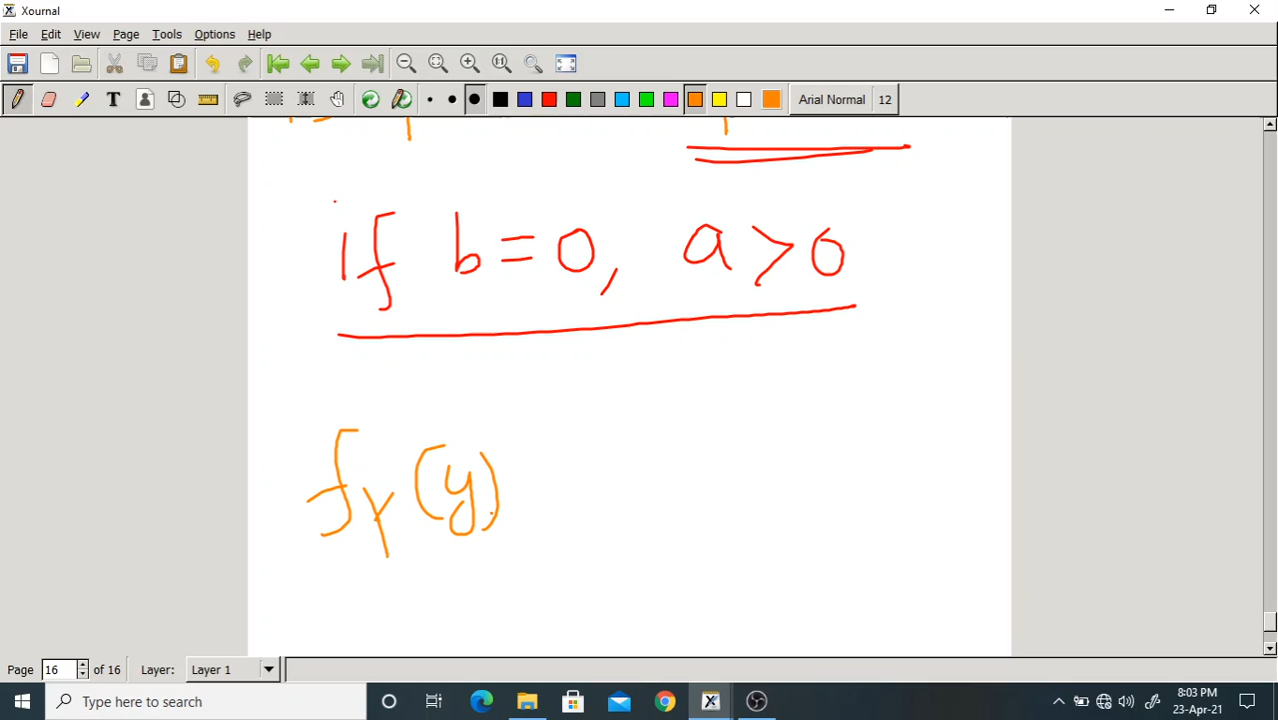 Xournal
File Edit View Page Tools Options Help
Arial Normal 12
if b = 0, a > 0
fY (y)
Page 16 of 16 Layer: Layer 1
Type here to search
8:03 PM
23-Apr-21